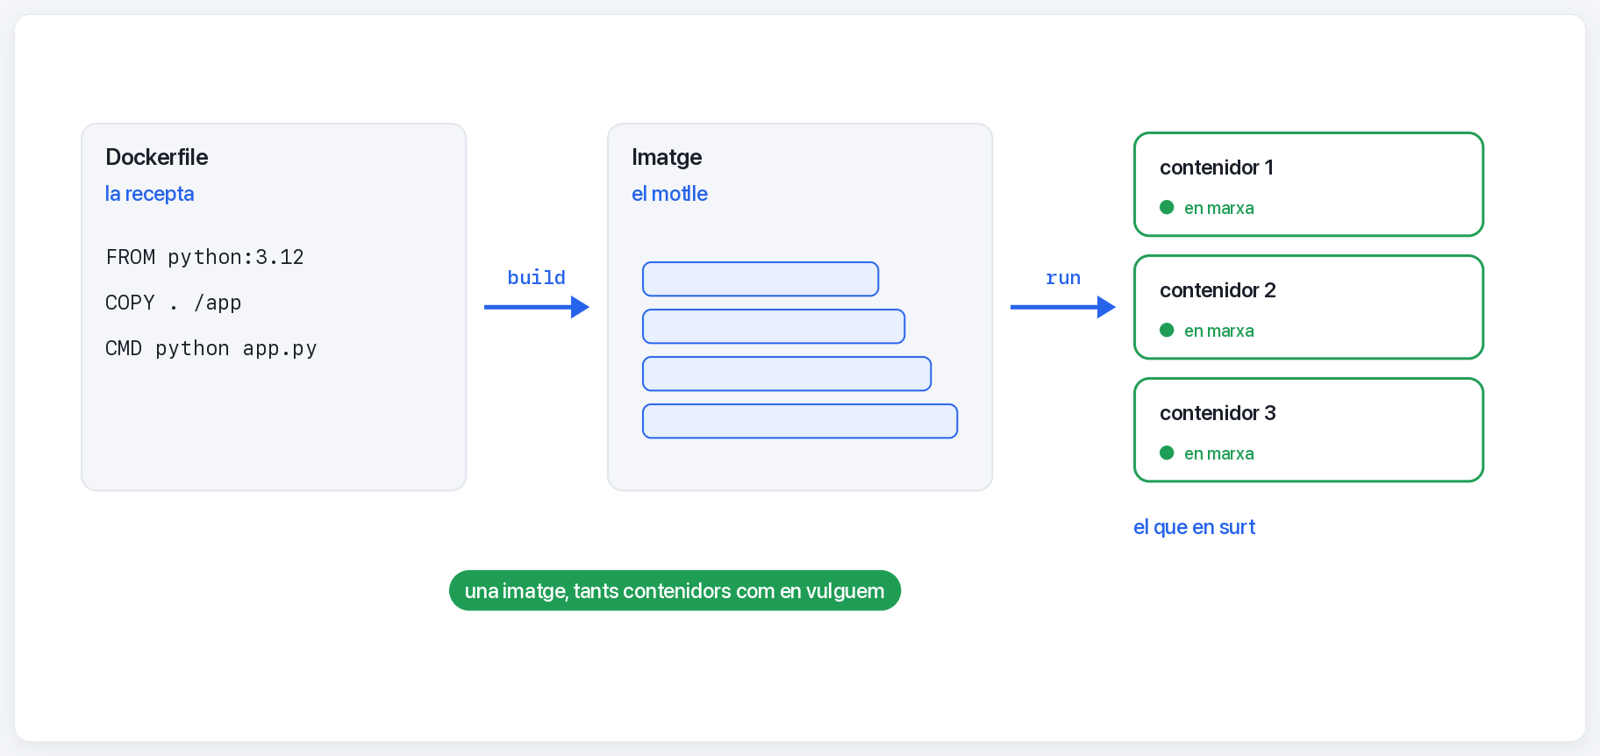 Dockerfile
la recepta
FROM python:3.12
COPY . /app
CMD python app.py
build
Imatge
el motlle
run
contenidor 1
en marxa
contenidor 2
en marxa
contenidor 3
en marxa
el que en surt
una imatge, tants contenidors com en vulguem